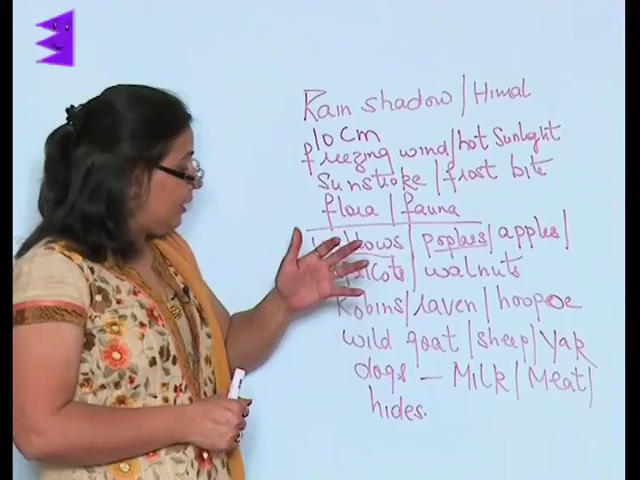 Rain shadow / Himal
10 Cm
freezing wind / hot Sunlight
Sunstroke / frost bite
flora / fauna
poplars / apples /
walnuts
Robins / raven / hoopoe
wild goat / sheep / Yak
dogs - Milk / Meat /
hides.